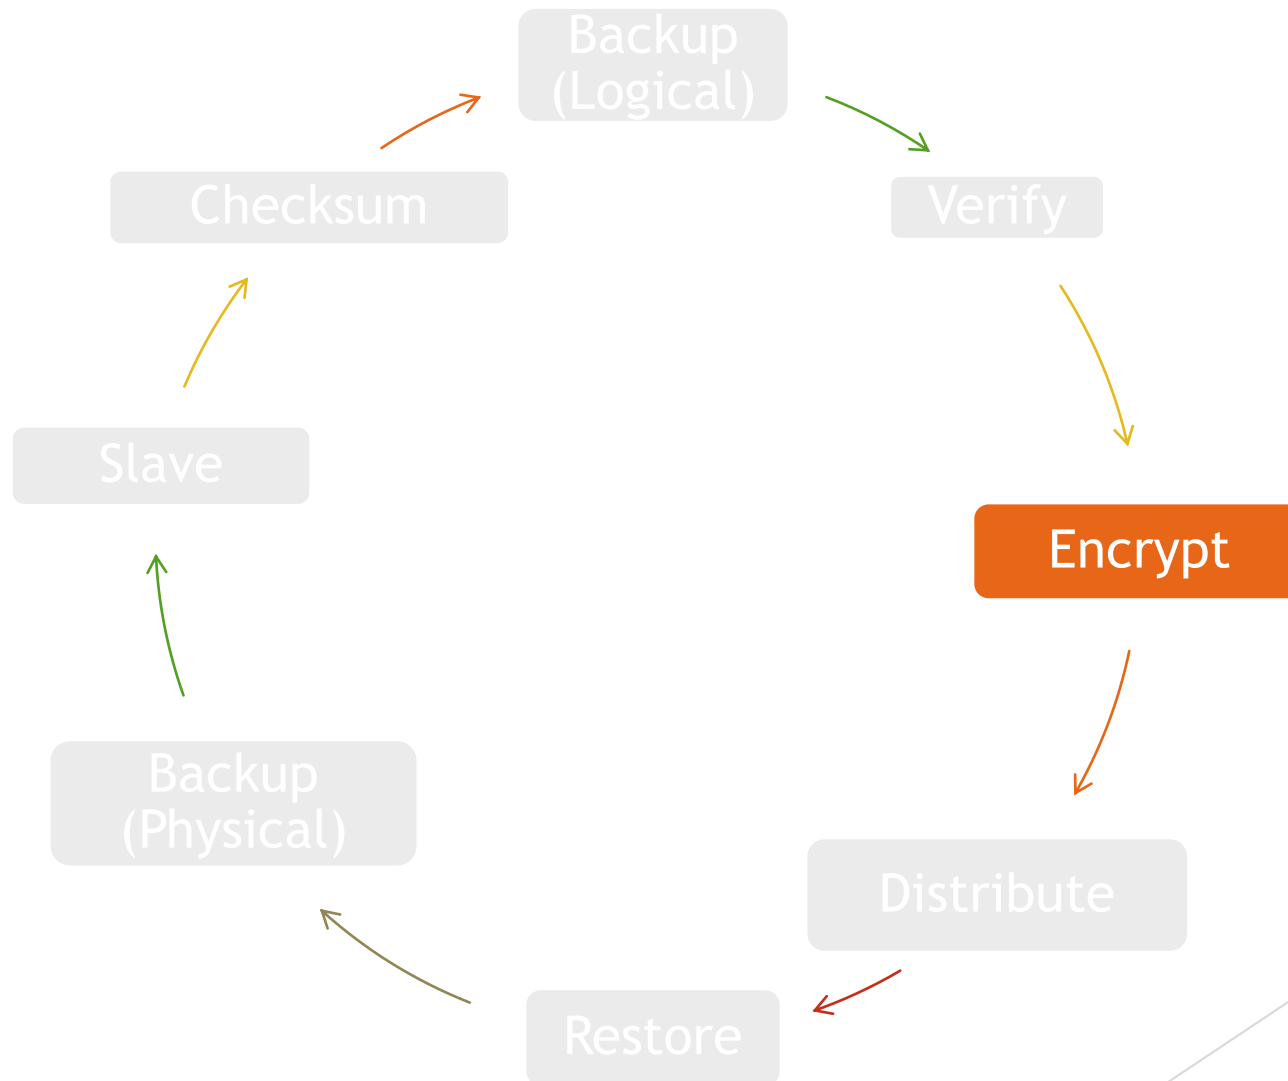 Backup
(Logical)
Checksum
Verify
Slave
Encrypt
Backup
(Physical)
Distribute
Restore